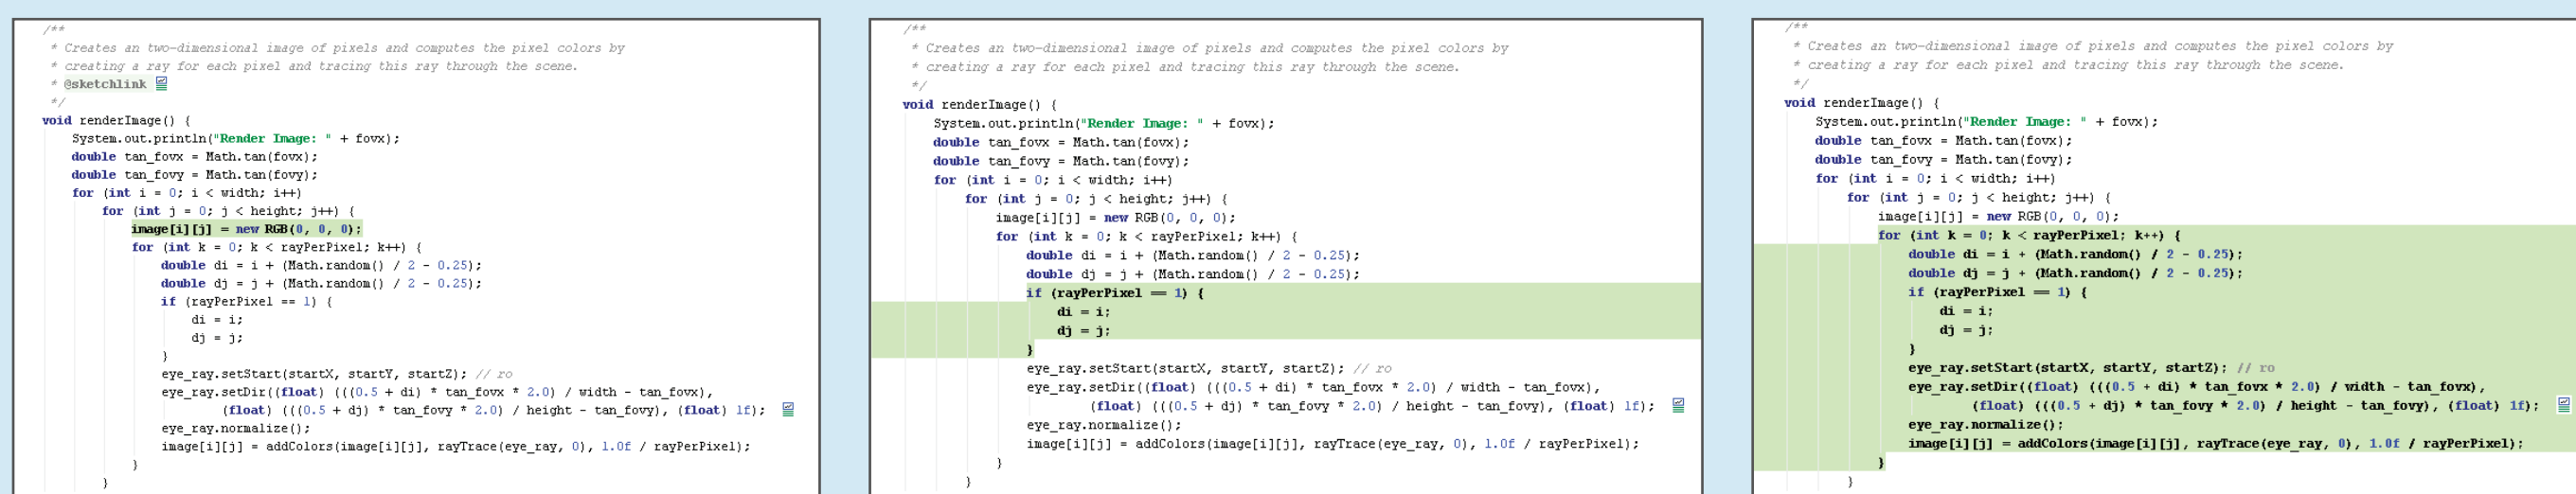 /**
 * Creates an two-dimensional image of pixels and computes the pixel colors by
 * creating a ray for each pixel and tracing this ray through the scene.
 * @sketchlink
 */
void renderImage() {
    System.out.println("Render Image: " + fovx);
    double tan_fovx = Math.tan(fovx);
    double tan_fovy = Math.tan(fovy);
    for (int i = 0; i < width; i++)
        for (int j = 0; j < height; j++) {
            image[i][j] = new RGB(0, 0, 0);
            for (int k = 0; k < rayPerPixel; k++) {
                double di = i + (Math.random() / 2 - 0.25);
                double dj = j + (Math.random() / 2 - 0.25);
                if (rayPerPixel == 1) {
                    di = i;
                    dj = j;
                }
                eye_ray.setStart(startX, startY, startZ); // ro
                eye_ray.setDir((float) (((0.5 + di) * tan_fovx * 2.0) / width - tan_fovx),
                        (float) (((0.5 + dj) * tan_fovy * 2.0) / height - tan_fovy), (float) 1f);
                eye_ray.normalize();
                image[i][j] = addColors(image[i][j], rayTrace(eye_ray, 0), 1.0f / rayPerPixel);
            }
        }
/**
 * Creates an two-dimensional image of pixels and computes the pixel colors by
 * creating a ray for each pixel and tracing this ray through the scene.
 */
void renderImage() {
    System.out.println("Render Image: " + fovx);
    double tan_fovx = Math.tan(fovx);
    double tan_fovy = Math.tan(fovy);
    for (int i = 0; i < width; i++)
        for (int j = 0; j < height; j++) {
            image[i][j] = new RGB(0, 0, 0);
            for (int k = 0; k < rayPerPixel; k++) {
                double di = i + (Math.random() / 2 - 0.25);
                double dj = j + (Math.random() / 2 - 0.25);
                if (rayPerPixel == 1) {
                    di = i;
                    dj = j;
                }
                eye_ray.setStart(startX, startY, startZ); // ro
                eye_ray.setDir((float) (((0.5 + di) * tan_fovx * 2.0) / width - tan_fovx),
                        (float) (((0.5 + dj) * tan_fovy * 2.0) / height - tan_fovy), (float) 1f);
                eye_ray.normalize();
                image[i][j] = addColors(image[i][j], rayTrace(eye_ray, 0), 1.0f / rayPerPixel);
            }
        }
/**
 * Creates an two-dimensional image of pixels and computes the pixel colors by
 * creating a ray for each pixel and tracing this ray through the scene.
 */
void renderImage() {
    System.out.println("Render Image: " + fovx);
    double tan_fovx = Math.tan(fovx);
    double tan_fovy = Math.tan(fovy);
    for (int i = 0; i < width; i++)
        for (int j = 0; j < height; j++) {
            image[i][j] = new RGB(0, 0, 0);
            for (int k = 0; k < rayPerPixel; k++) {
                double di = i + (Math.random() / 2 - 0.25);
                double dj = j + (Math.random() / 2 - 0.25);
                if (rayPerPixel == 1) {
                    di = i;
                    dj = j;
                }
                eye_ray.setStart(startX, startY, startZ); // ro
                eye_ray.setDir((float) (((0.5 + di) * tan_fovx * 2.0) / width - tan_fovx),
                        (float) (((0.5 + dj) * tan_fovy * 2.0) / height - tan_fovy), (float) 1f);
                eye_ray.normalize();
                image[i][j] = addColors(image[i][j], rayTrace(eye_ray, 0), 1.0f / rayPerPixel);
            }
        }